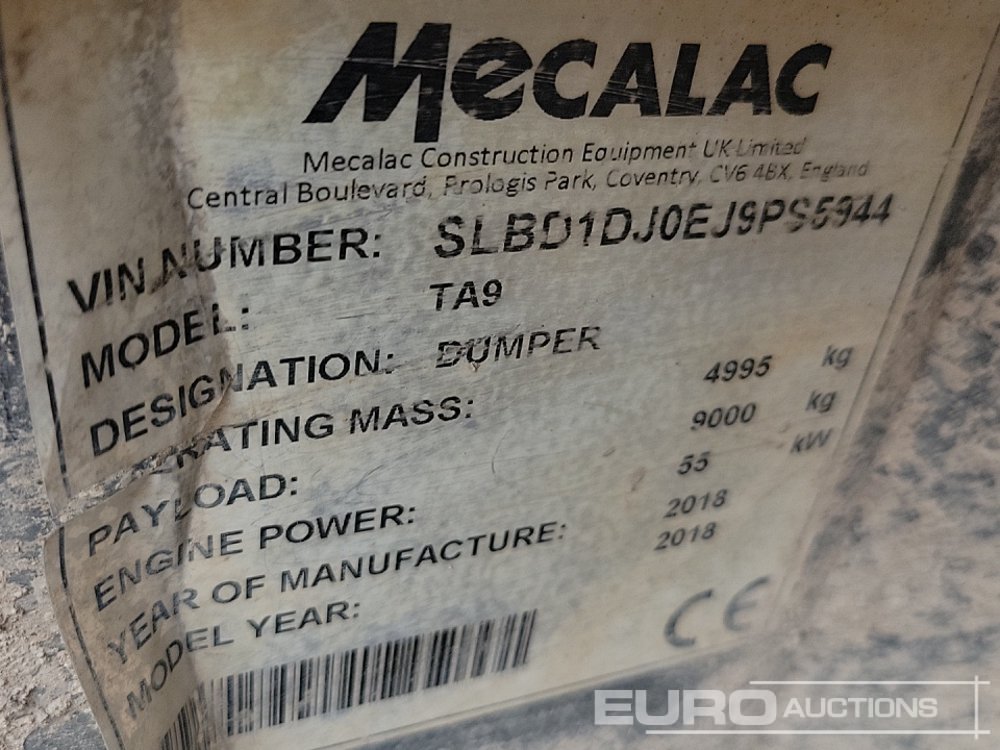 MECALAC
Mecalac Construction Equipment UK Limited
Central Boulevard, Prologis Park, Coventry, CV6 4BX, England
VIN NUMBER: SLBD1DJ0EJ9PS5944
MODEL: TA9
DESIGNATION: DUMPER
OPERATING MASS: 4995 kg
PAYLOAD: 9000 kg
ENGINE POWER: 55 kW
YEAR OF MANUFACTURE: 2018
MODEL YEAR: 2018
CE
EURO AUCTIONS